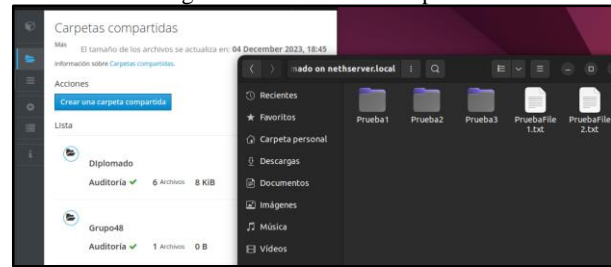 Carpetas compartidas
Más El tamaño de los archivos se actualiza en: 04 December 2023, 18:45
información sobre Carpetas compartidas.
Acciones
Crear una carpeta compartida
Lista
DIplomado
Auditoría ✔ 6 Archivos 8 KiB
Grupo48
Auditoría ✔ 1 Archivos 0 B
mado on nethserver.local
Recientes
Favoritos
Carpeta personal
Descargas
Documentos
Imágenes
Música
Vídeos
Prueba1 Prueba2 Prueba3 PruebaFile PruebaFile
1.txt 2.txt